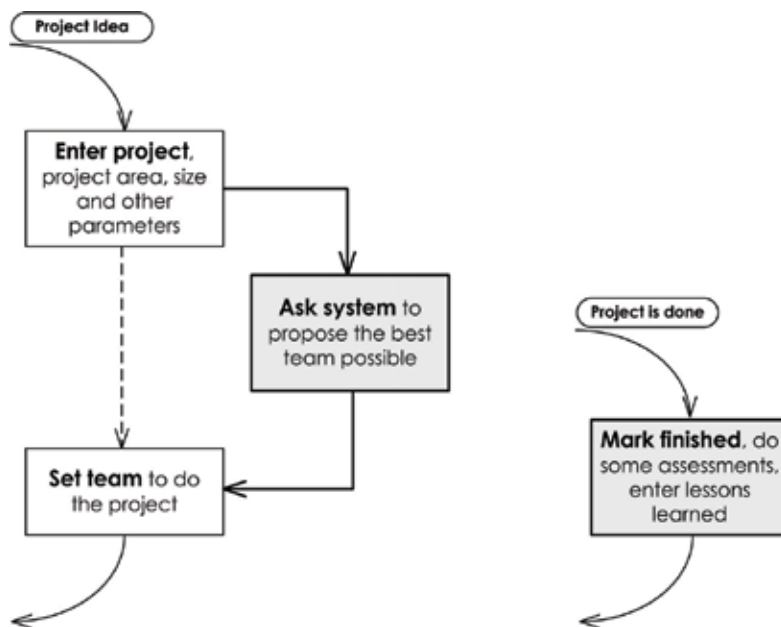 Project Idea
Enter project,
project area, size
and other
parameters
Ask system to
propose the best
team possible
Set team to do
the project
Project is done
Mark finished, do
some assessments,
enter lessons
learned